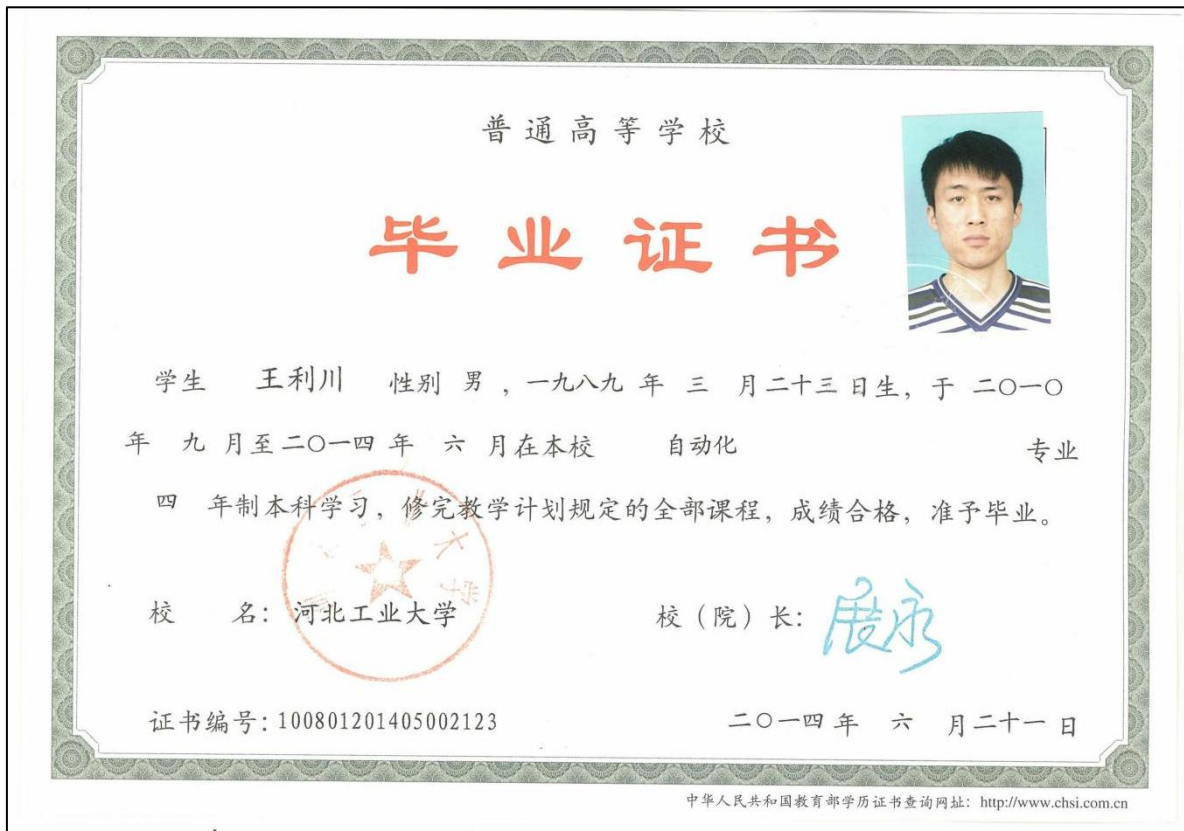 普通高等学校
毕业证书
学生 王利川 性别 男 ，一九八九 年 三 月二十三日生，于 二〇一〇
年 九 月至二〇一四 年 六 月在本校 自动化 专业
四 年制本科学习，修完教学计划规定的全部课程，成绩合格，准予毕业。
校 名：河北工业大学
校（院）长：展永
证书编号：100801201405002123
二〇一四 年 六 月二十一日
中华人民共和国教育部学历证书查询网址：http://www.chsi.com.cn